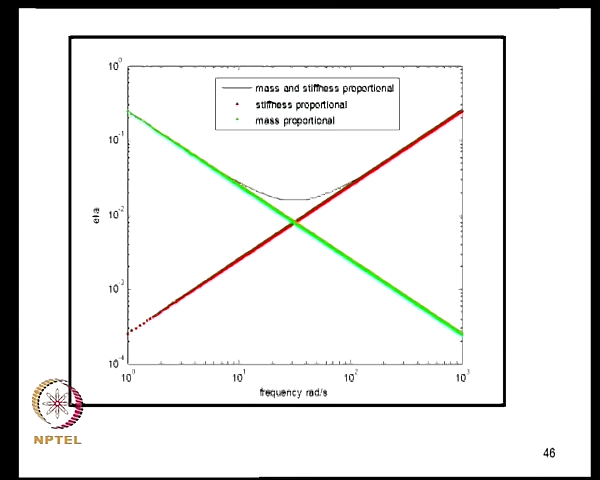 10^0
mass and stiffness proportional
stiffness proportional
mass proportional
10^-1
eta
10^-2
10^-3
10^-4
10^0 10^1 10^2 10^3
frequency rad/s
NPTEL
46